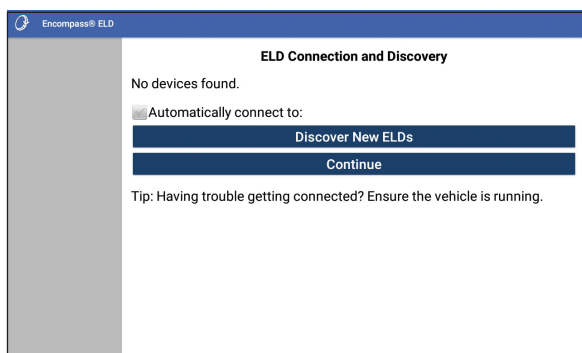 Encompass® ELD
ELD Connection and Discovery
No devices found.
Automatically connect to:
Discover New ELDs
Continue
Tip: Having trouble getting connected? Ensure the vehicle is running.